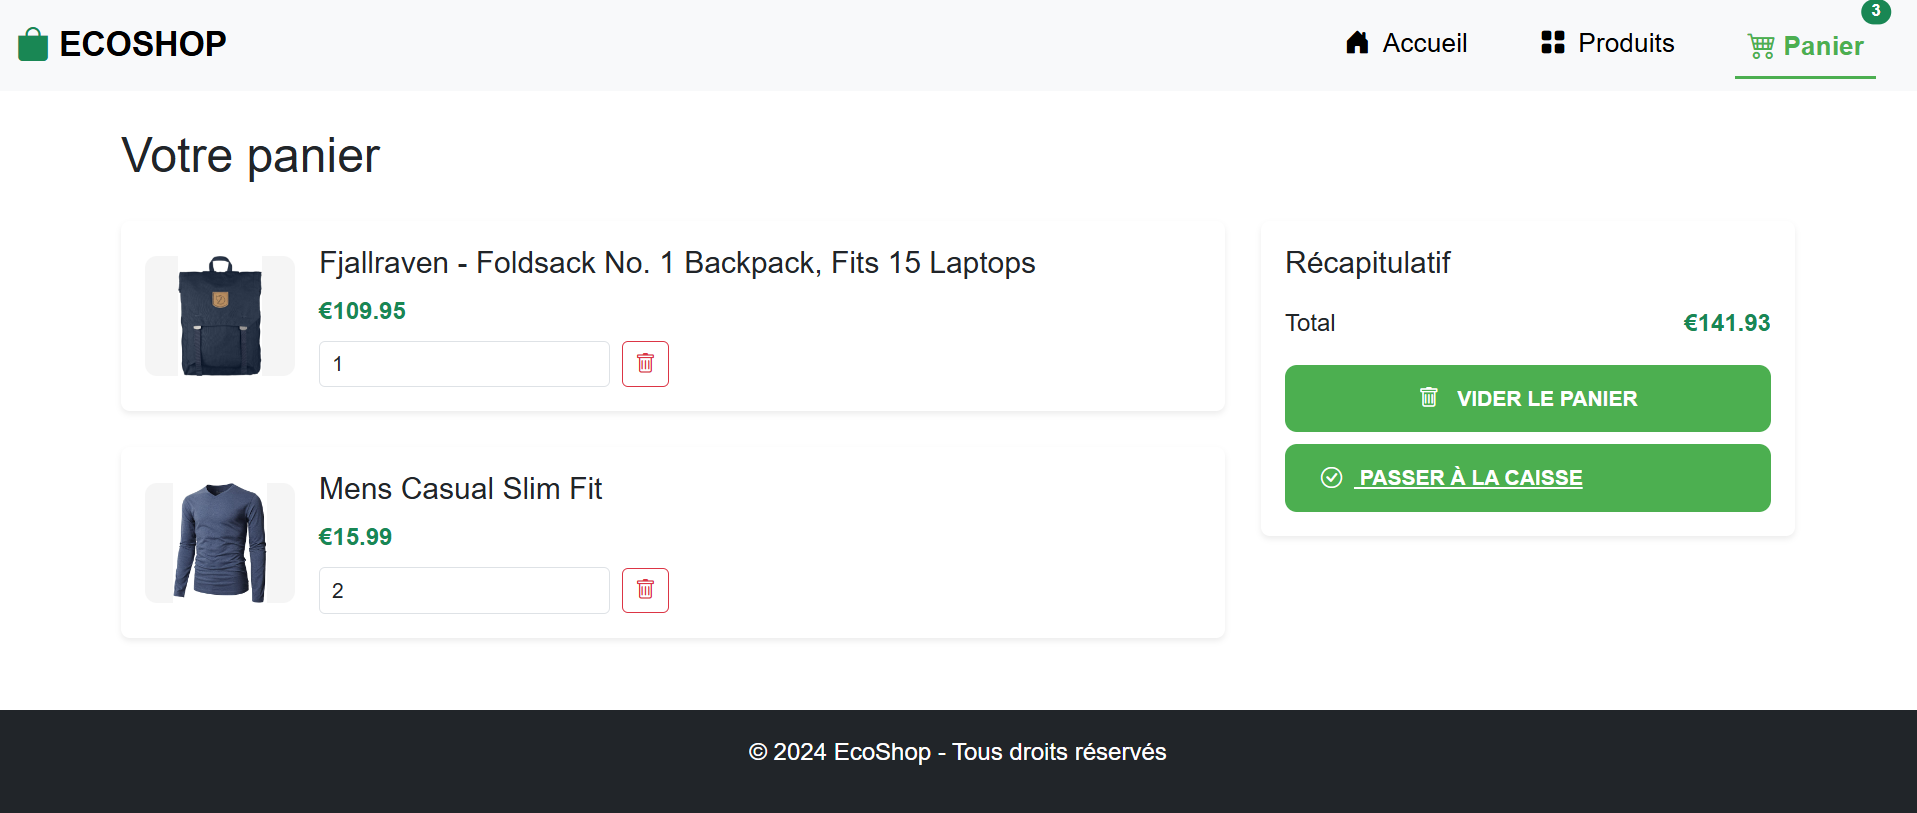 ECOSHOP
Accueil
Produits
Panier
3
Votre panier
Fjallraven - Foldsack No. 1 Backpack, Fits 15 Laptops
€109.95
1
Mens Casual Slim Fit
€15.99
2
Récapitulatif
Total €141.93
VIDER LE PANIER
PASSER À LA CAISSE
© 2024 EcoShop - Tous droits réservés